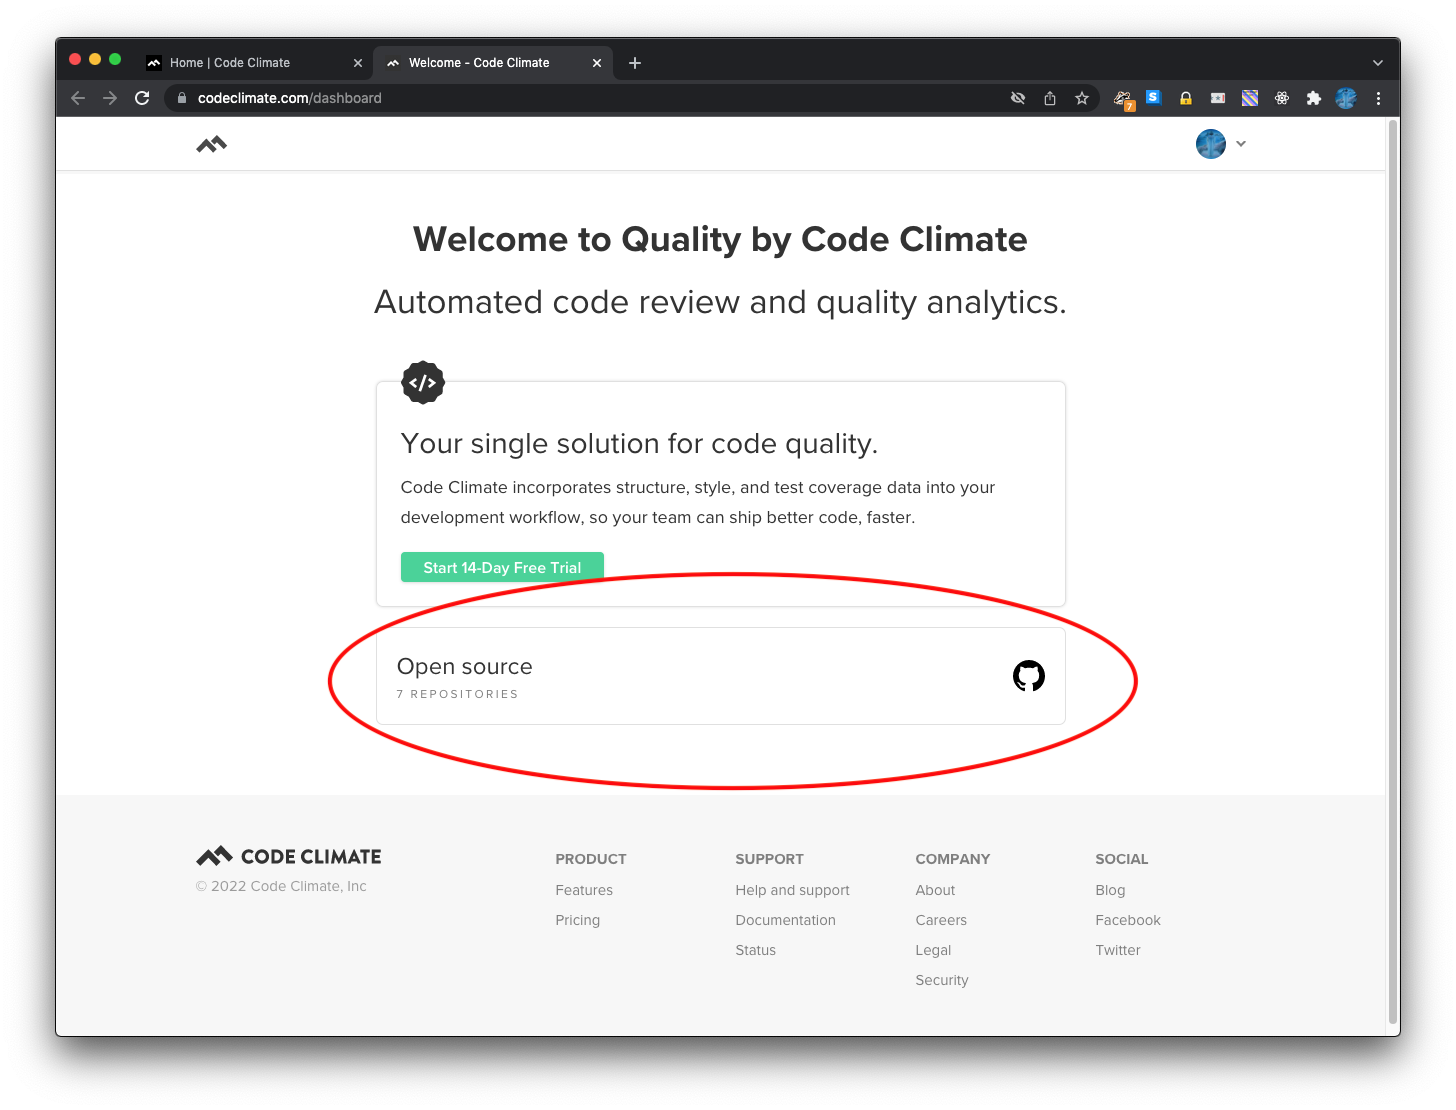 Home | Code Climate
Welcome - Code Climate
codeclimate.com/dashboard
7
S
Welcome to Quality by Code Climate
Automated code review and quality analytics.
</>
Your single solution for code quality.
Code Climate incorporates structure, style, and test coverage data into your
development workflow, so your team can ship better code, faster.
Start 14-Day Free Trial
Open source
7 REPOSITORIES
CODE CLIMATE
© 2022 Code Climate, Inc
PRODUCT
Features
Pricing
SUPPORT
Help and support
Documentation
Status
COMPANY
About
Careers
Legal
Security
SOCIAL
Blog
Facebook
Twitter